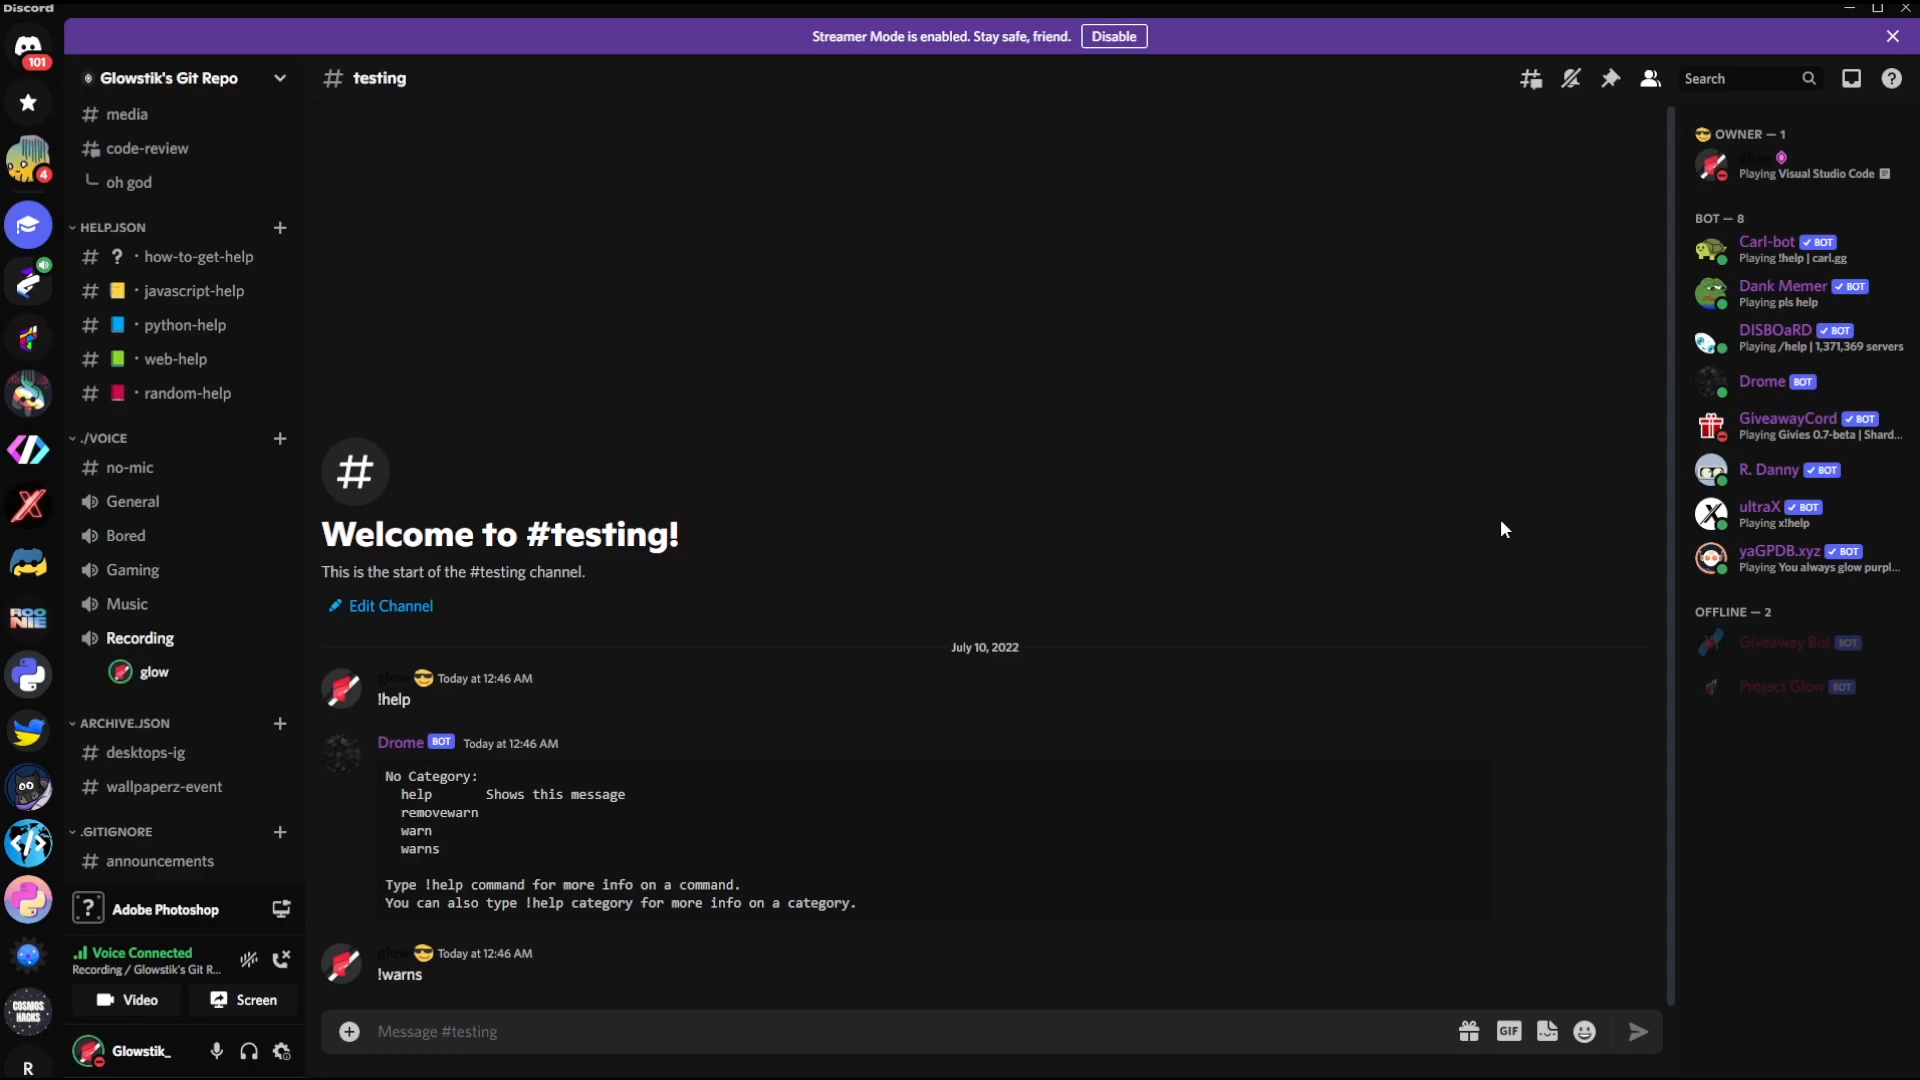 Discord
Streamer Mode is enabled. Stay safe, friend. Disable
101
4
COSMOS
HACKS
ROO
NIE
R
Glowstik's Git Repo
media
code-review
oh god
HELP.JSON
? · how-to-get-help
· javascript-help
· python-help
· web-help
· random-help
./VOICE
no-mic
General
Bored
Gaming
Music
Recording
glow
ARCHIVE.JSON
desktops-ig
wallpaperz-event
.GITIGNORE
announcements
? Adobe Photoshop
Voice Connected
Recording / Glowstik's Git R...
Video Screen
Glowstik_
# testing
Search
Welcome to #testing!
This is the start of the #testing channel.
Edit Channel
July 10, 2022
glow 😎 Today at 12:46 AM
!help
Drome BOT Today at 12:46 AM
No Category:
help Shows this message
removewarn
warn
warns
Type !help command for more info on a command.
You can also type !help category for more info on a category.
glow 😎 Today at 12:46 AM
!warns
Message #testing
GIF
😎 OWNER — 1
glow
Playing Visual Studio Code
BOT — 8
Carl-bot ✓ BOT
Playing !help | carl.gg
Dank Memer ✓ BOT
Playing pls help
DISBOaRD ✓ BOT
Playing /help | 1,371,369 servers
Drome BOT
GiveawayCord ✓ BOT
Playing Givies 0.7-beta | Shard...
R. Danny ✓ BOT
ultraX ✓ BOT
Playing x!help
yaGPDB.xyz ✓ BOT
Playing You always glow purpl...
OFFLINE — 2
Giveaway Bot BOT
Project Glow BOT